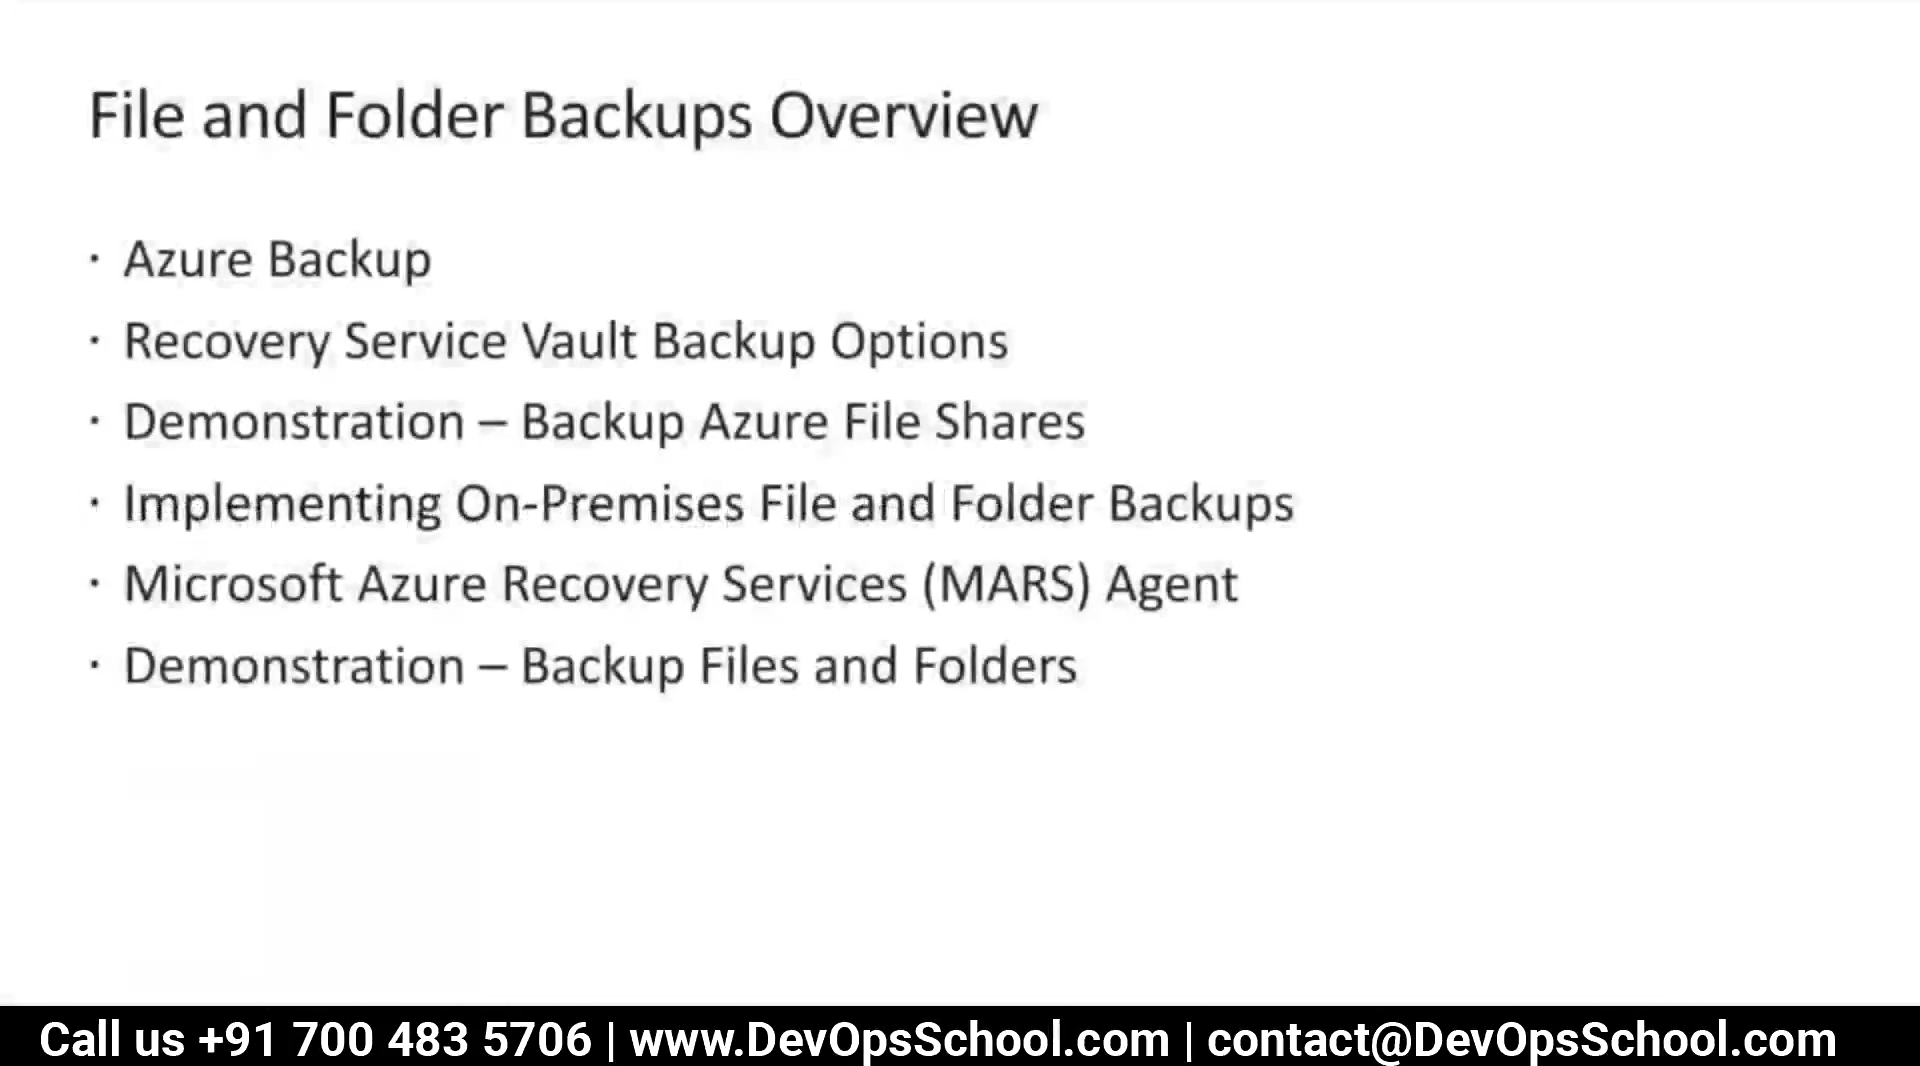 File and Folder Backups Overview
· Azure Backup
· Recovery Service Vault Backup Options
· Demonstration – Backup Azure File Shares
· Implementing On-Premises File and Folder Backups
· Microsoft Azure Recovery Services (MARS) Agent
· Demonstration – Backup Files and Folders
Call us +91 700 483 5706 | www.DevOpsSchool.com | contact@DevOpsSchool.com